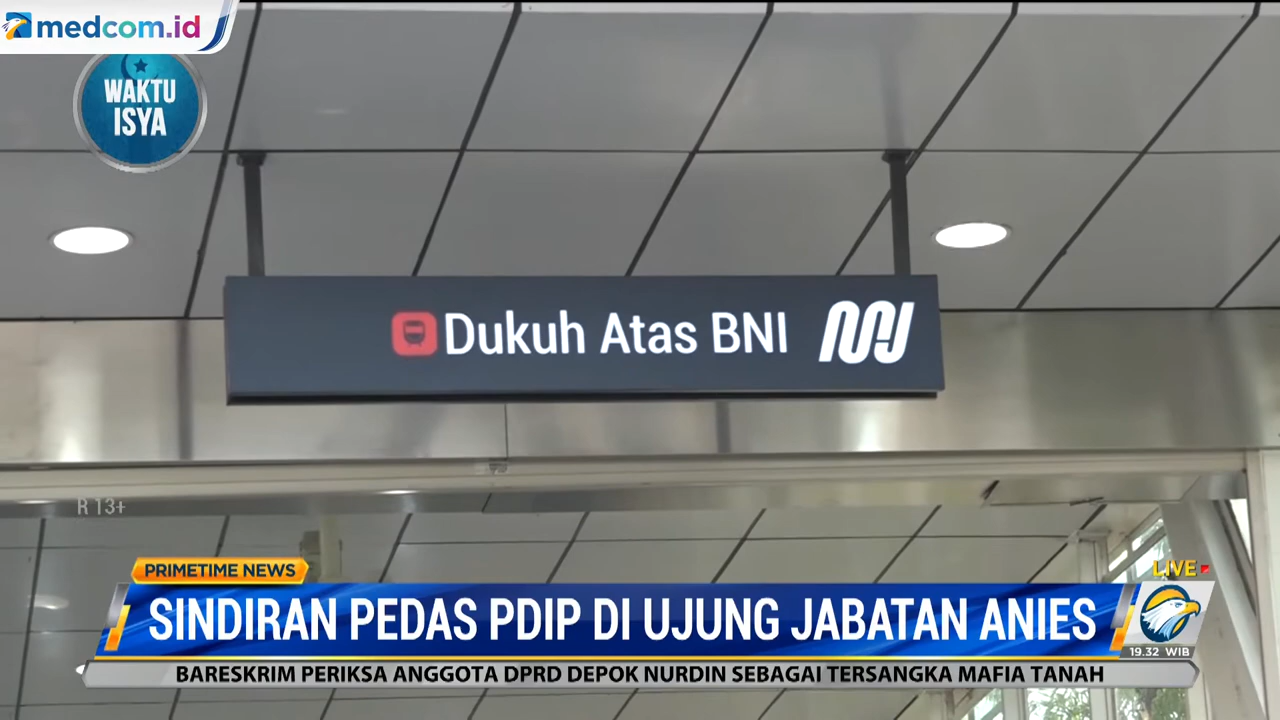 medcom.id
WAKTU
ISYA
Dukuh Atas BNI
R 13+
PRIMETIME NEWS
LIVE
SINDIRAN PEDAS PDIP DI UJUNG JABATAN ANIES
19.32 WIB
BARESKRIM PERIKSA ANGGOTA DPRD DEPOK NURDIN SEBAGAI TERSANGKA MAFIA TANAH